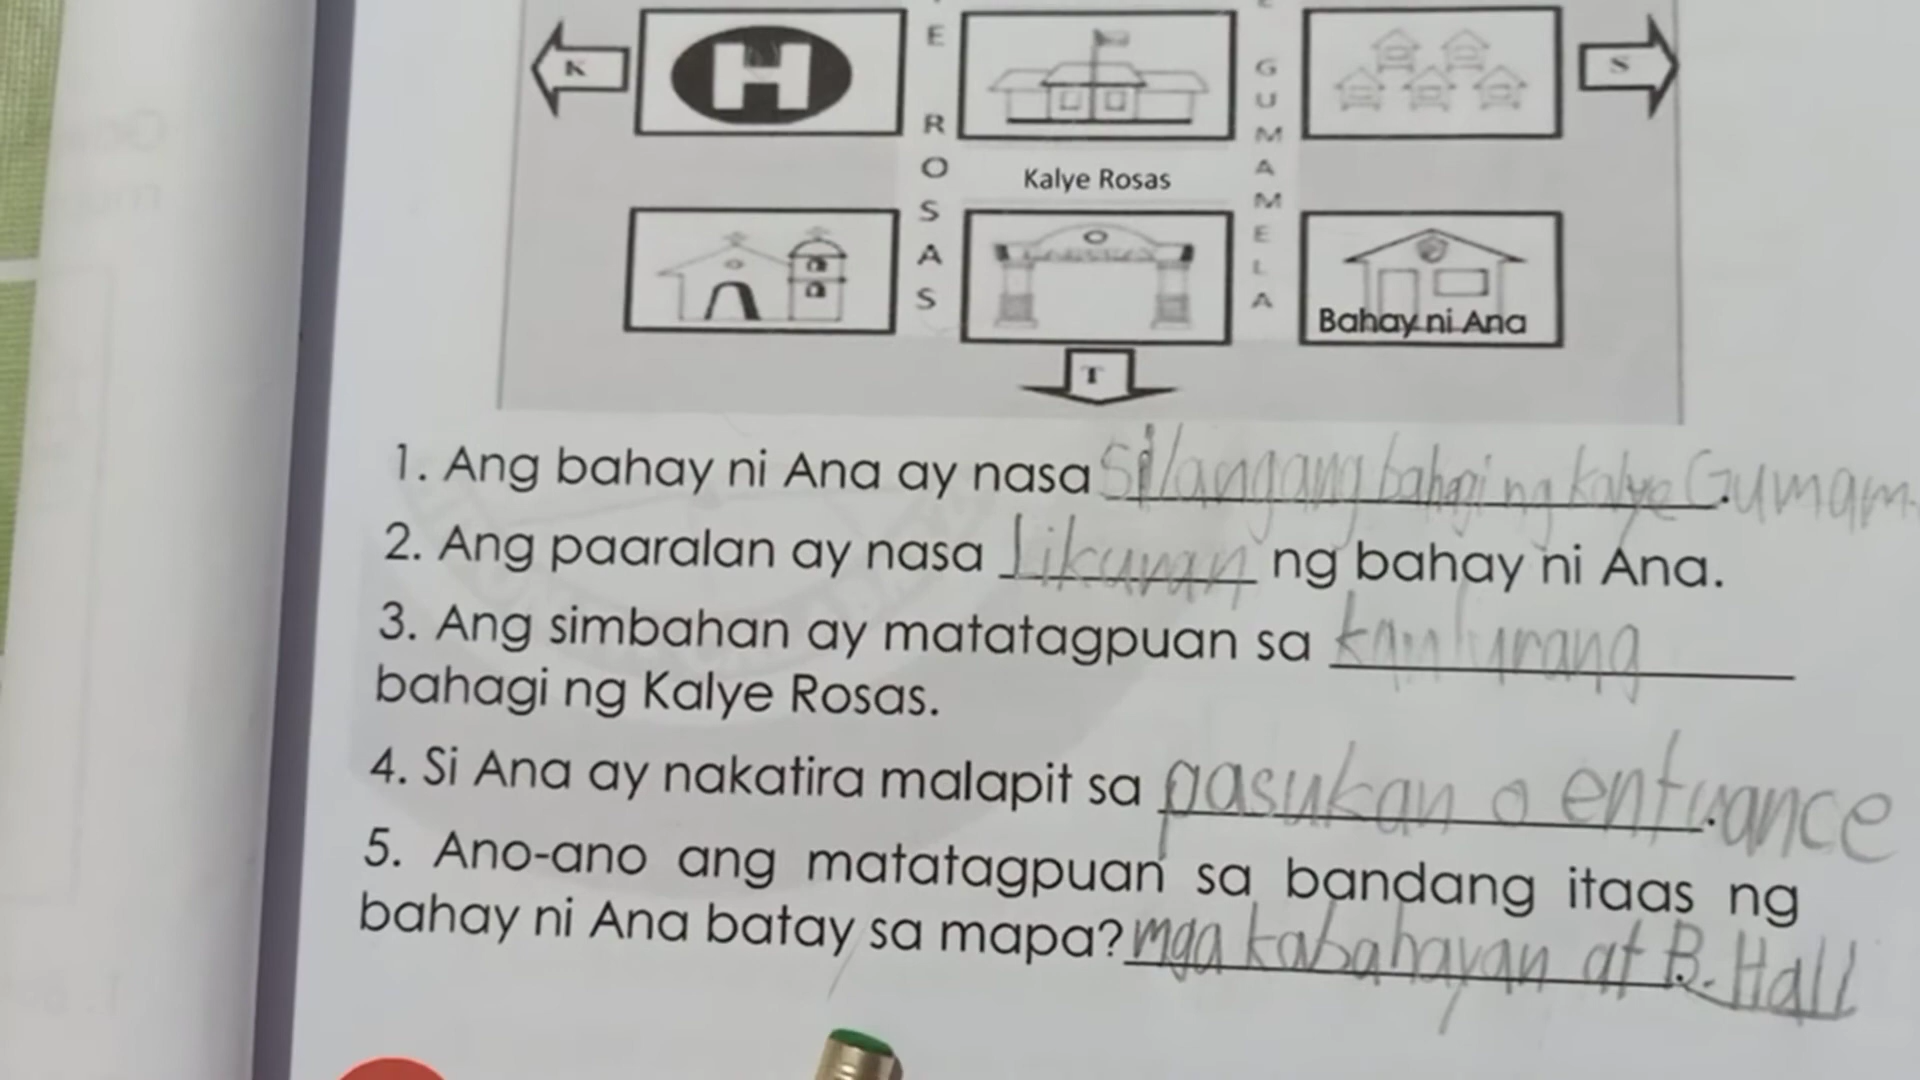 K
H
E ROSAS
Kalye Rosas
GUMAMELA
S
Bahay ni Ana
T
1. Ang bahay ni Ana ay nasa Silangang bahagi ng kalye Gumam.
2. Ang paaralan ay nasa likuran ng bahay ni Ana.
3. Ang simbahan ay matatagpuan sa kanlurang
bahagi ng Kalye Rosas.
4. Si Ana ay nakatira malapit sa pasukan o entrance.
5. Ano-ano ang matatagpuan sa bandang itaas ng
bahay ni Ana batay sa mapa? mga kabahayan at B. Hall